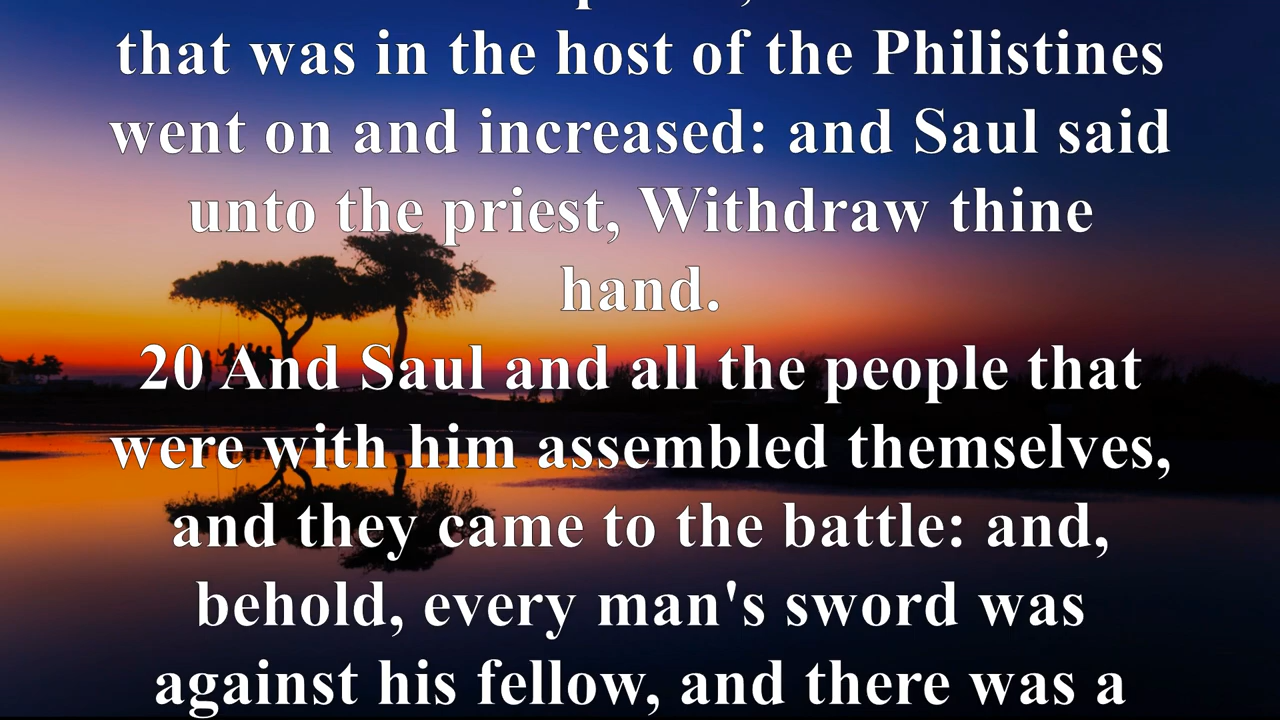 that was in the host of the Philistines
went on and increased: and Saul said
unto the priest, Withdraw thine
hand.
20 And Saul and all the people that
were with him assembled themselves,
and they came to the battle: and,
behold, every man's sword was
against his fellow, and there was a